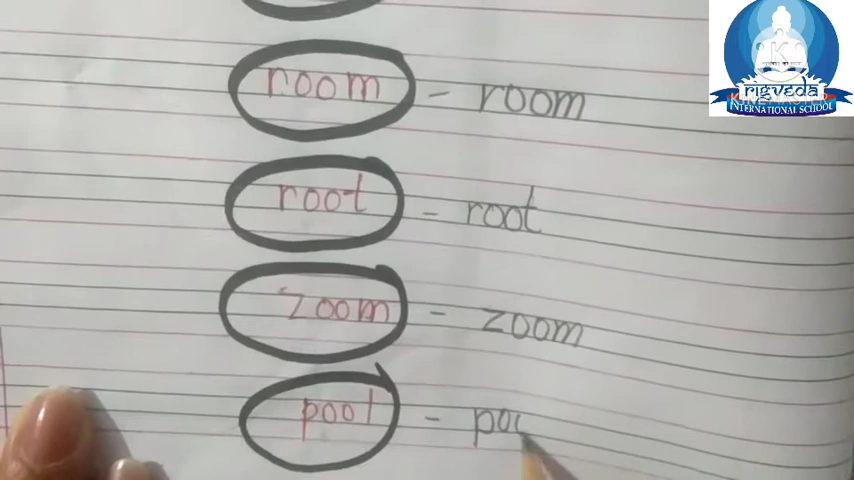 room - room
root - root
zoom - zoom
pool - po
rigveda
INTERNATIONAL SCHOOL